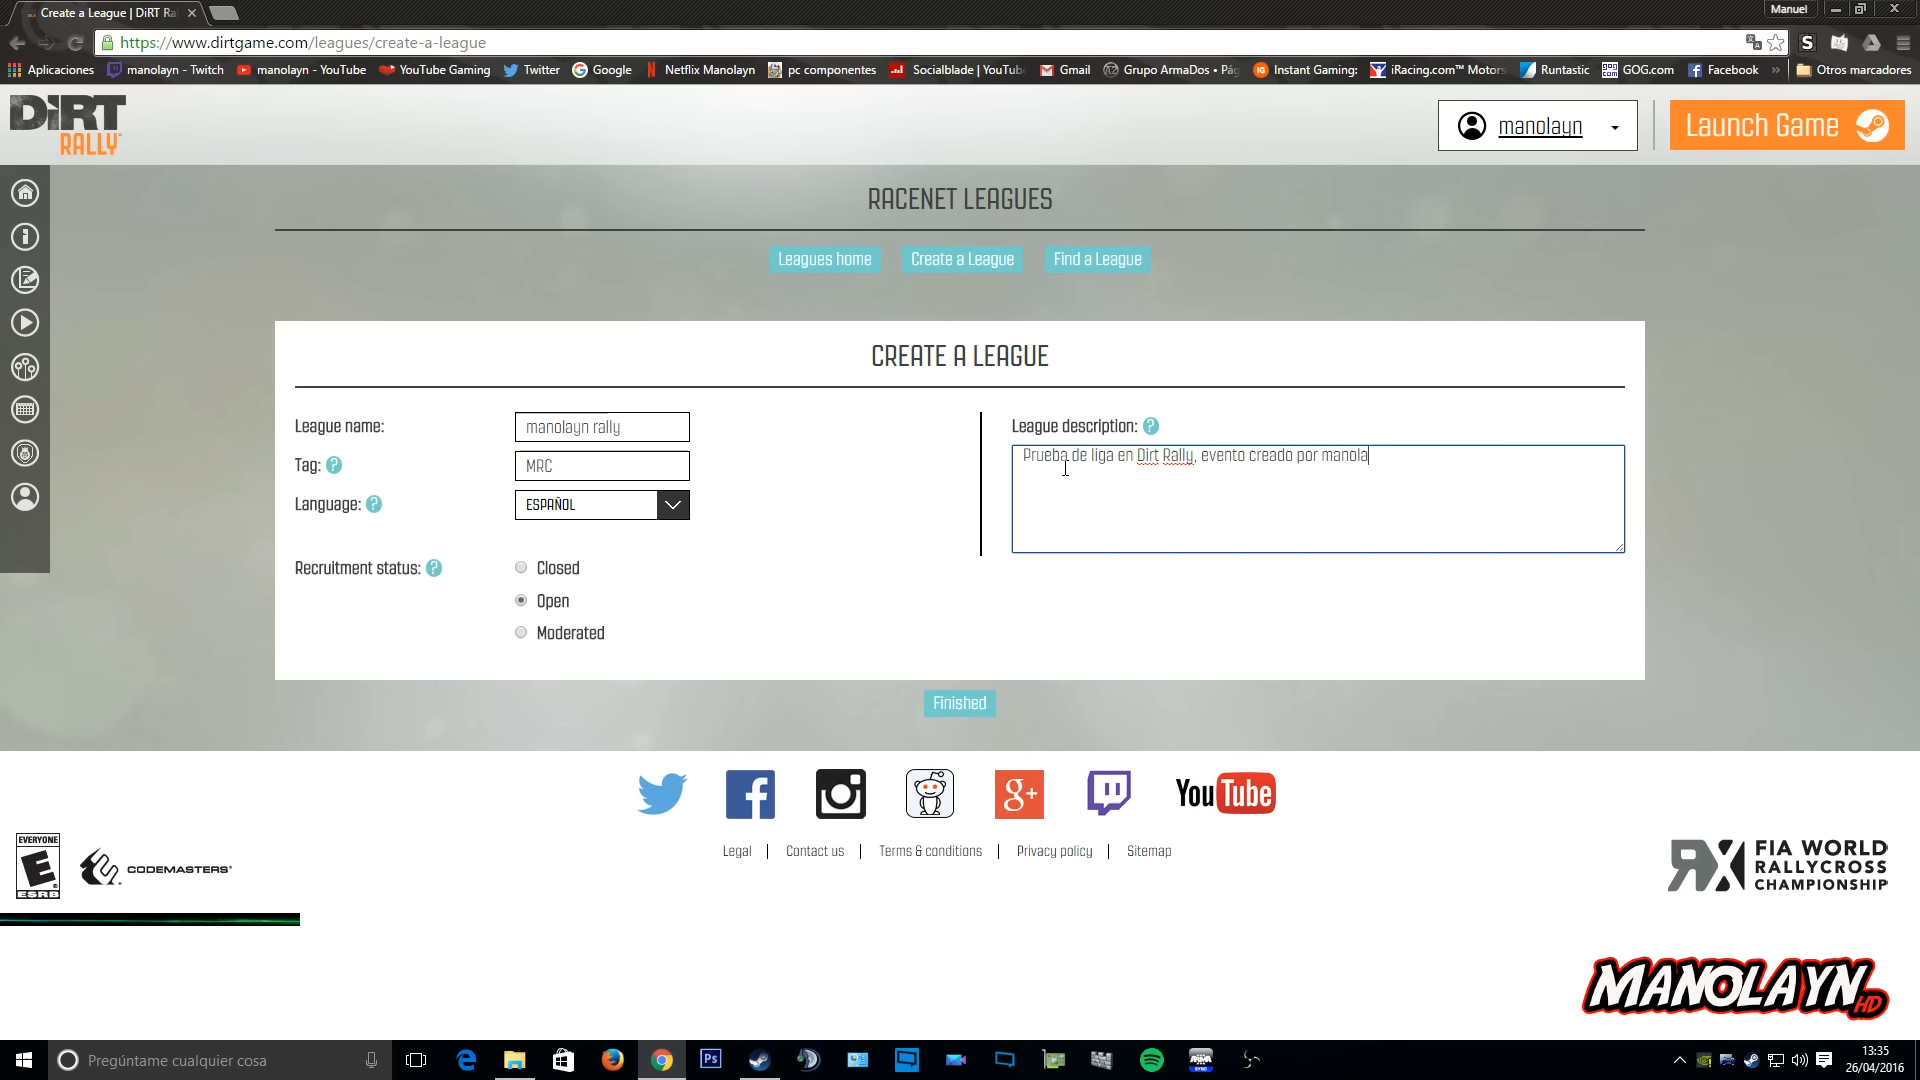 Create a League | DiRT Ra
Manuel
https://www.dirtgame.com/leagues/create-a-league
Aplicaciones
manolayn - Twitch
manolayn - YouTube
YouTube Gaming
Twitter
Google
Netflix Manolayn
pc componentes
Socialblade | YouTub
Gmail
Grupo ArmaDos • Pág
Instant Gaming:
iRacing.com™ Motors
Runtastic
GOG.com
Facebook
»
Otros marcadores
DiRT RALLY
manolayn
Launch Game
RACENET LEAGUES
Leagues home
Create a League
Find a League
CREATE A LEAGUE
League name:
manolayn rally
Tag: ?
MRC
Language: ?
ESPAÑOL
Recruitment status: ?
Closed
Open
Moderated
League description: ?
Prueba de liga en Dirt Rally, evento creado por manola
Finished
g+
YouTube
Legal
Contact us
Terms & conditions
Privacy policy
Sitemap
EVERYONE
E
ESRB
CODEMASTERS
RX
FIA WORLD
RALLYCROSS
CHAMPIONSHIP
MANOLAYN HD
Pregúntame cualquier cosa
Ps
13:35
26/04/2016